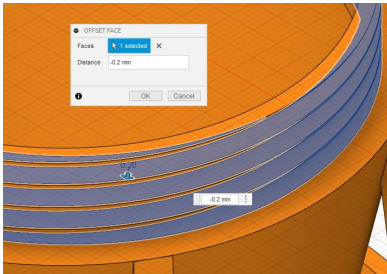 OFFSET FACE
Faces 1 selected
Distance -0.2 mm
OK Cancel
-0.20
-0.2 mm